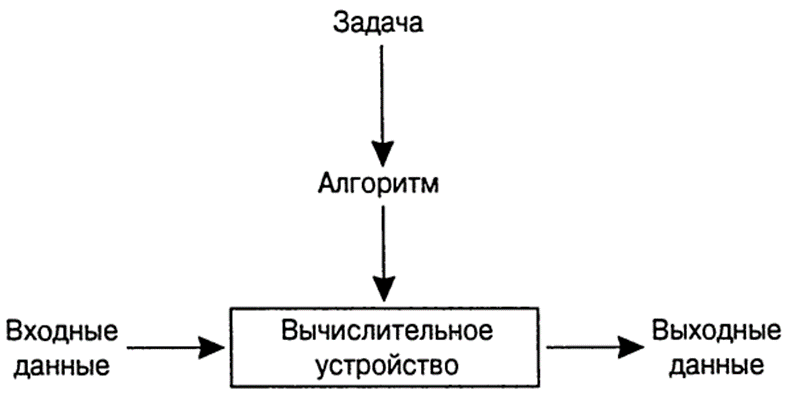 Задача
Алгоритм
Входные
данные
Вычислительное
устройство
Выходные
данные